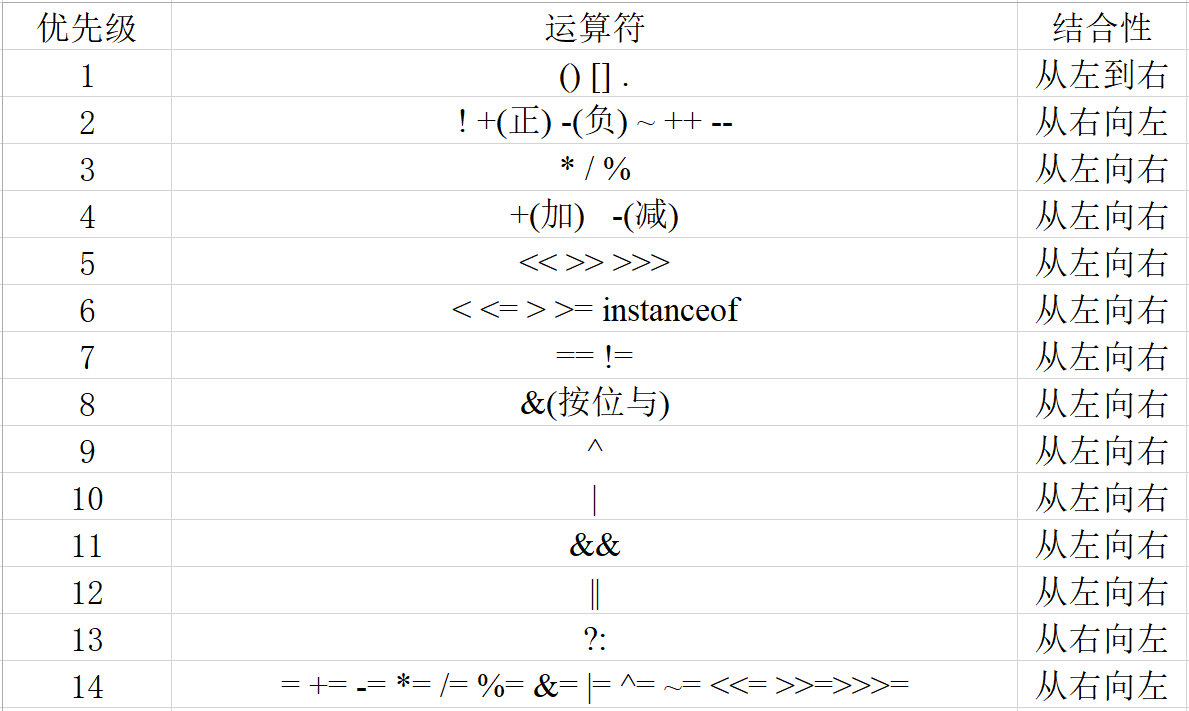 优先级 运算符 结合性
1 () [] . 从左到右
2 ! +(正) -(负) ~ ++ -- 从右向左
3 * / % 从左向右
4 +(加) -(减) 从左向右
5 << >> >>> 从左向右
6 < <= > >= instanceof 从左向右
7 == != 从左向右
8 &(按位与) 从左向右
9 ^ 从左向右
10 | 从左向右
11 && 从左向右
12 || 从左向右
13 ?: 从右向左
14 = += -= *= /= %= &= |= ^= ~= <<= >>=>>>= 从右向左